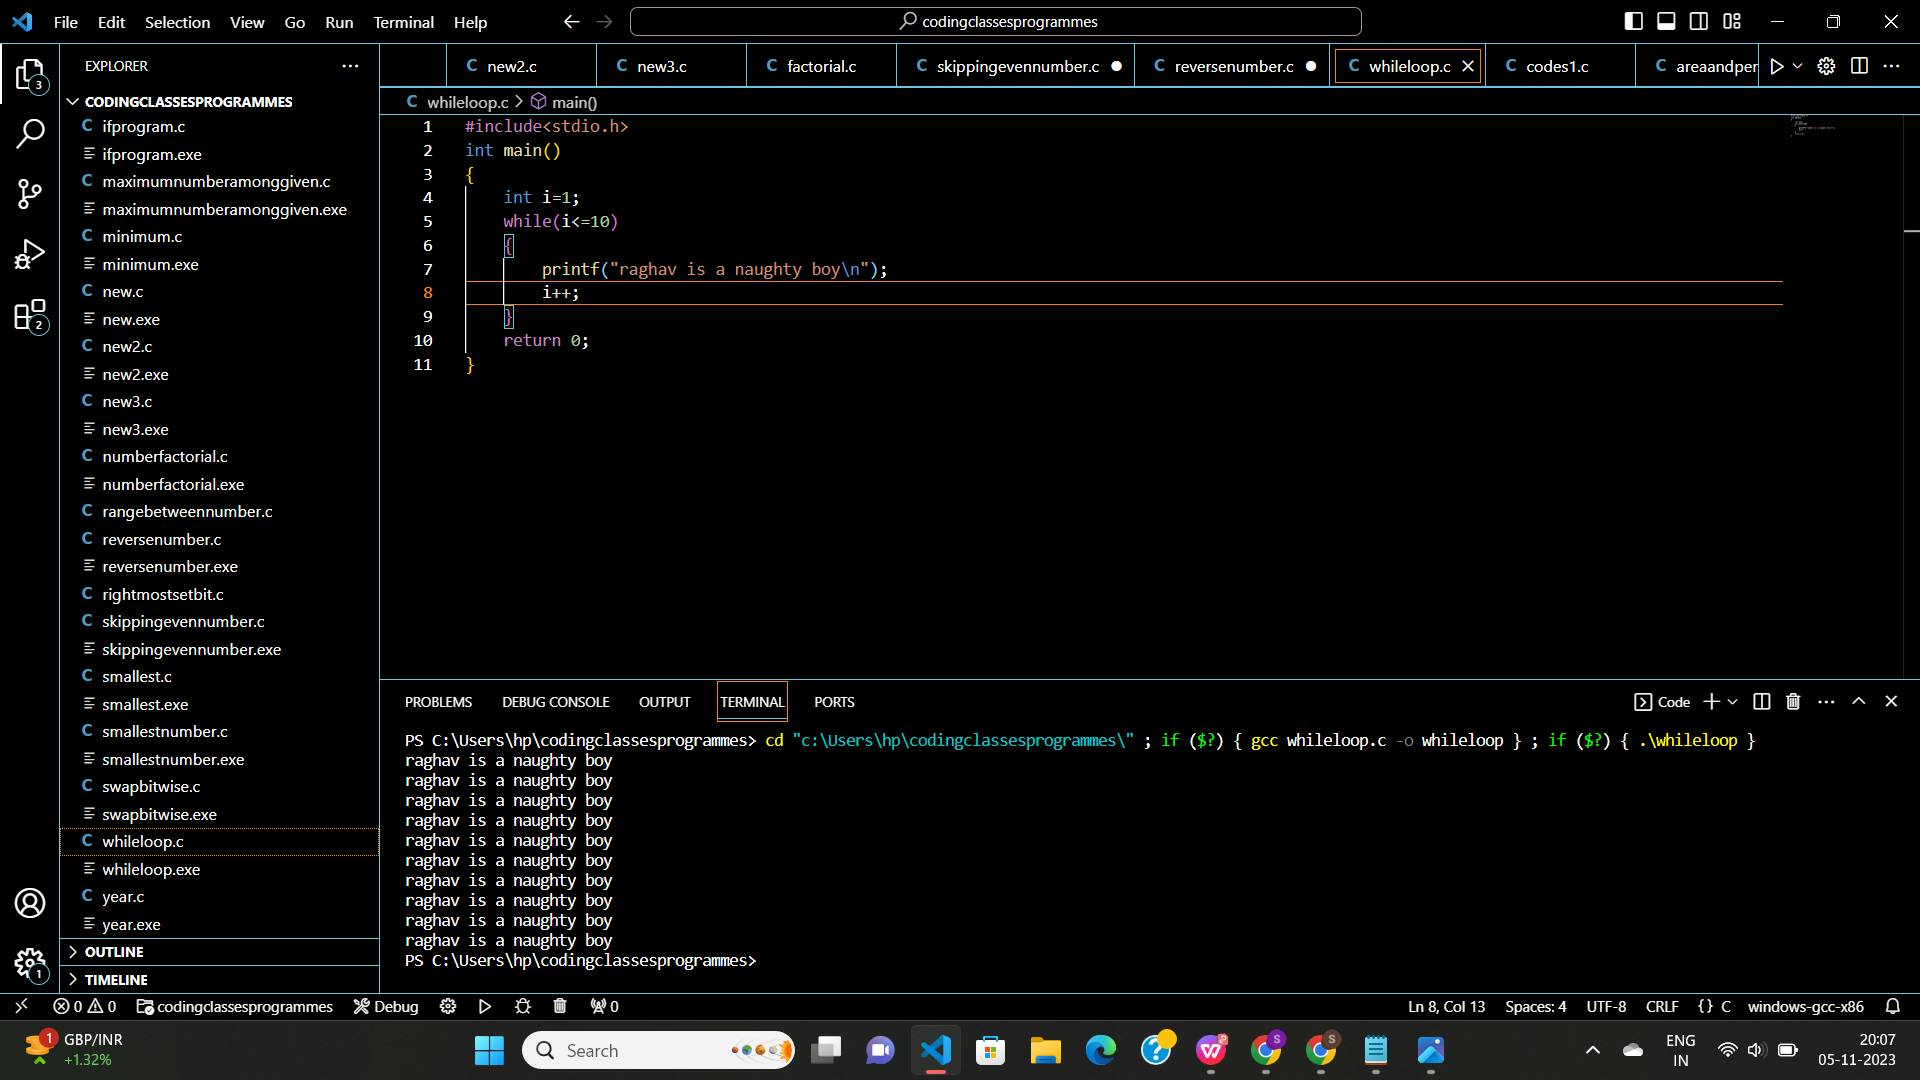 File Edit Selection View Go Run Terminal Help
codingclassesprogrammes
EXPLORER
new2.c
new3.c
factorial.c
skippingevennumber.c
reversenumber.c
whileloop.c
codes1.c
areaandper
CODINGCLASSESPROGRAMMES
C whileloop.c > main()
C ifprogram.c
ifprogram.exe
C maximumnumberamonggiven.c
maximumnumberamonggiven.exe
C minimum.c
minimum.exe
C new.c
new.exe
C new2.c
new2.exe
C new3.c
new3.exe
C numberfactorial.c
numberfactorial.exe
C rangebetweennumber.c
C reversenumber.c
reversenumber.exe
C rightmostsetbit.c
C skippingevennumber.c
skippingevennumber.exe
C smallest.c
smallest.exe
C smallestnumber.c
smallestnumber.exe
C swapbitwise.c
swapbitwise.exe
C whileloop.c
whileloop.exe
C year.c
year.exe
OUTLINE
TIMELINE
3
2
1
1 #include<stdio.h>
2 int main()
3 {
4 int i=1;
5 while(i<=10)
6 {
7 printf("raghav is a naughty boy\n");
8 i++;
9 }
10 return 0;
11 }
PROBLEMS DEBUG CONSOLE OUTPUT TERMINAL PORTS
Code
PS C:\Users\hp\codingclassesprogrammes> cd "c:\Users\hp\codingclassesprogrammes\" ; if ($?) { gcc whileloop.c -o whileloop } ; if ($?) { .\whileloop }
raghav is a naughty boy
raghav is a naughty boy
raghav is a naughty boy
raghav is a naughty boy
raghav is a naughty boy
raghav is a naughty boy
raghav is a naughty boy
raghav is a naughty boy
raghav is a naughty boy
raghav is a naughty boy
PS C:\Users\hp\codingclassesprogrammes>
0 0 codingclassesprogrammes Debug 0
Ln 8, Col 13 Spaces: 4 UTF-8 CRLF {} C windows-gcc-x86
1
GBP/INR
+1.32%
Search
ENG
IN
20:07
05-11-2023